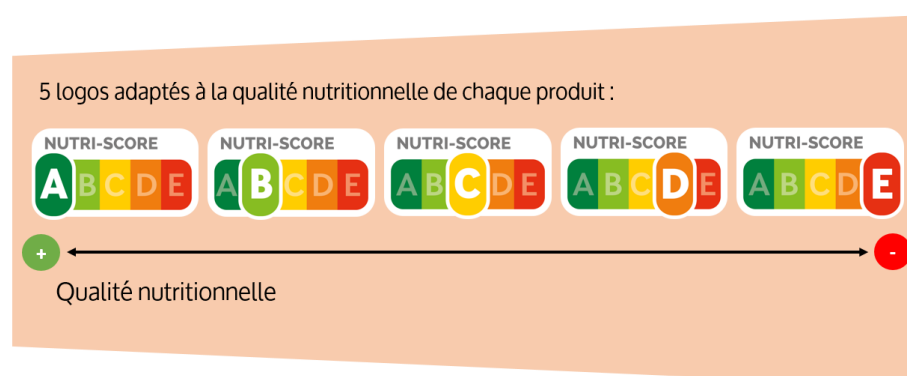 5 logos adaptés à la qualité nutritionnelle de chaque produit :
NUTRI-SCORE NUTRI-SCORE NUTRI-SCORE NUTRI-SCORE NUTRI-SCORE
A B C D E A B C D E A B C D E A B C D E A B C D E
+ -
Qualité nutritionnelle